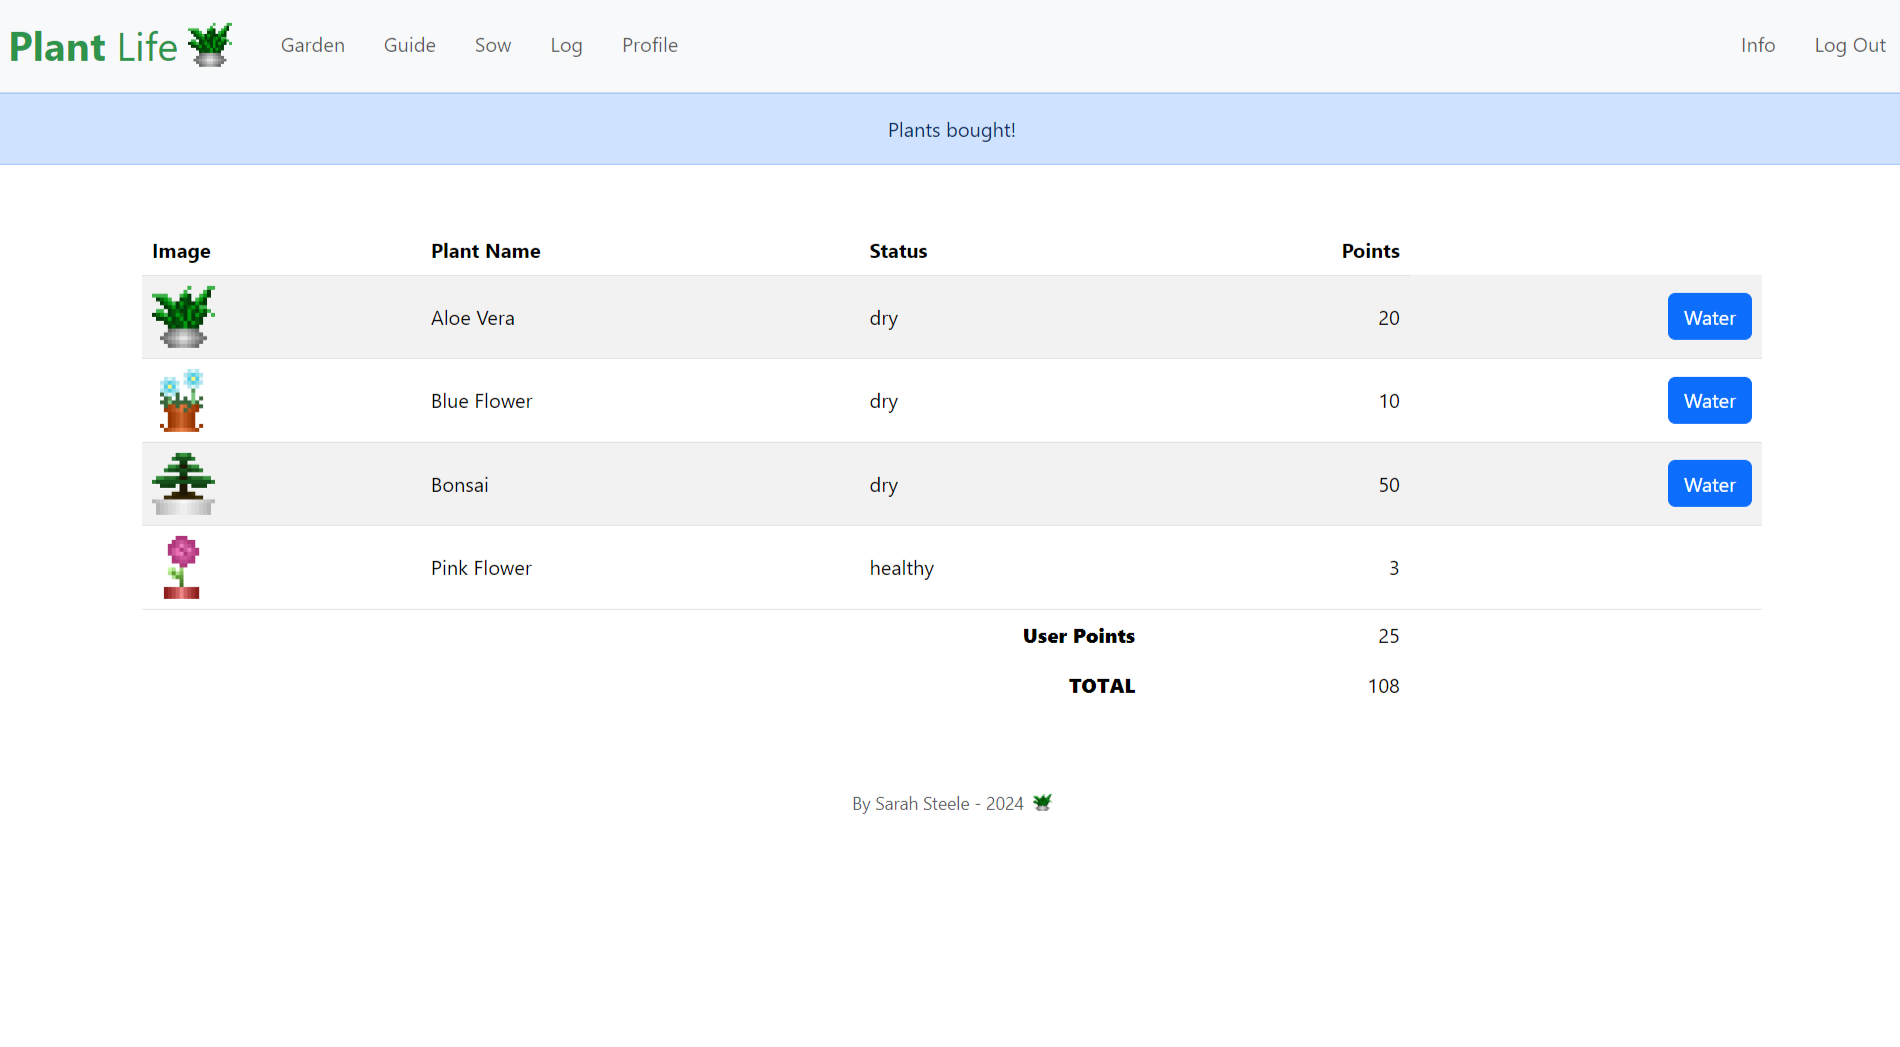 Plant Life Garden Guide Sow Log Profile Info Log Out
Plants bought!
Image Plant Name Status Points
Aloe Vera dry 20 Water
Blue Flower dry 10 Water
Bonsai dry 50 Water
Pink Flower healthy 3
User Points 25
TOTAL 108
By Sarah Steele - 2024